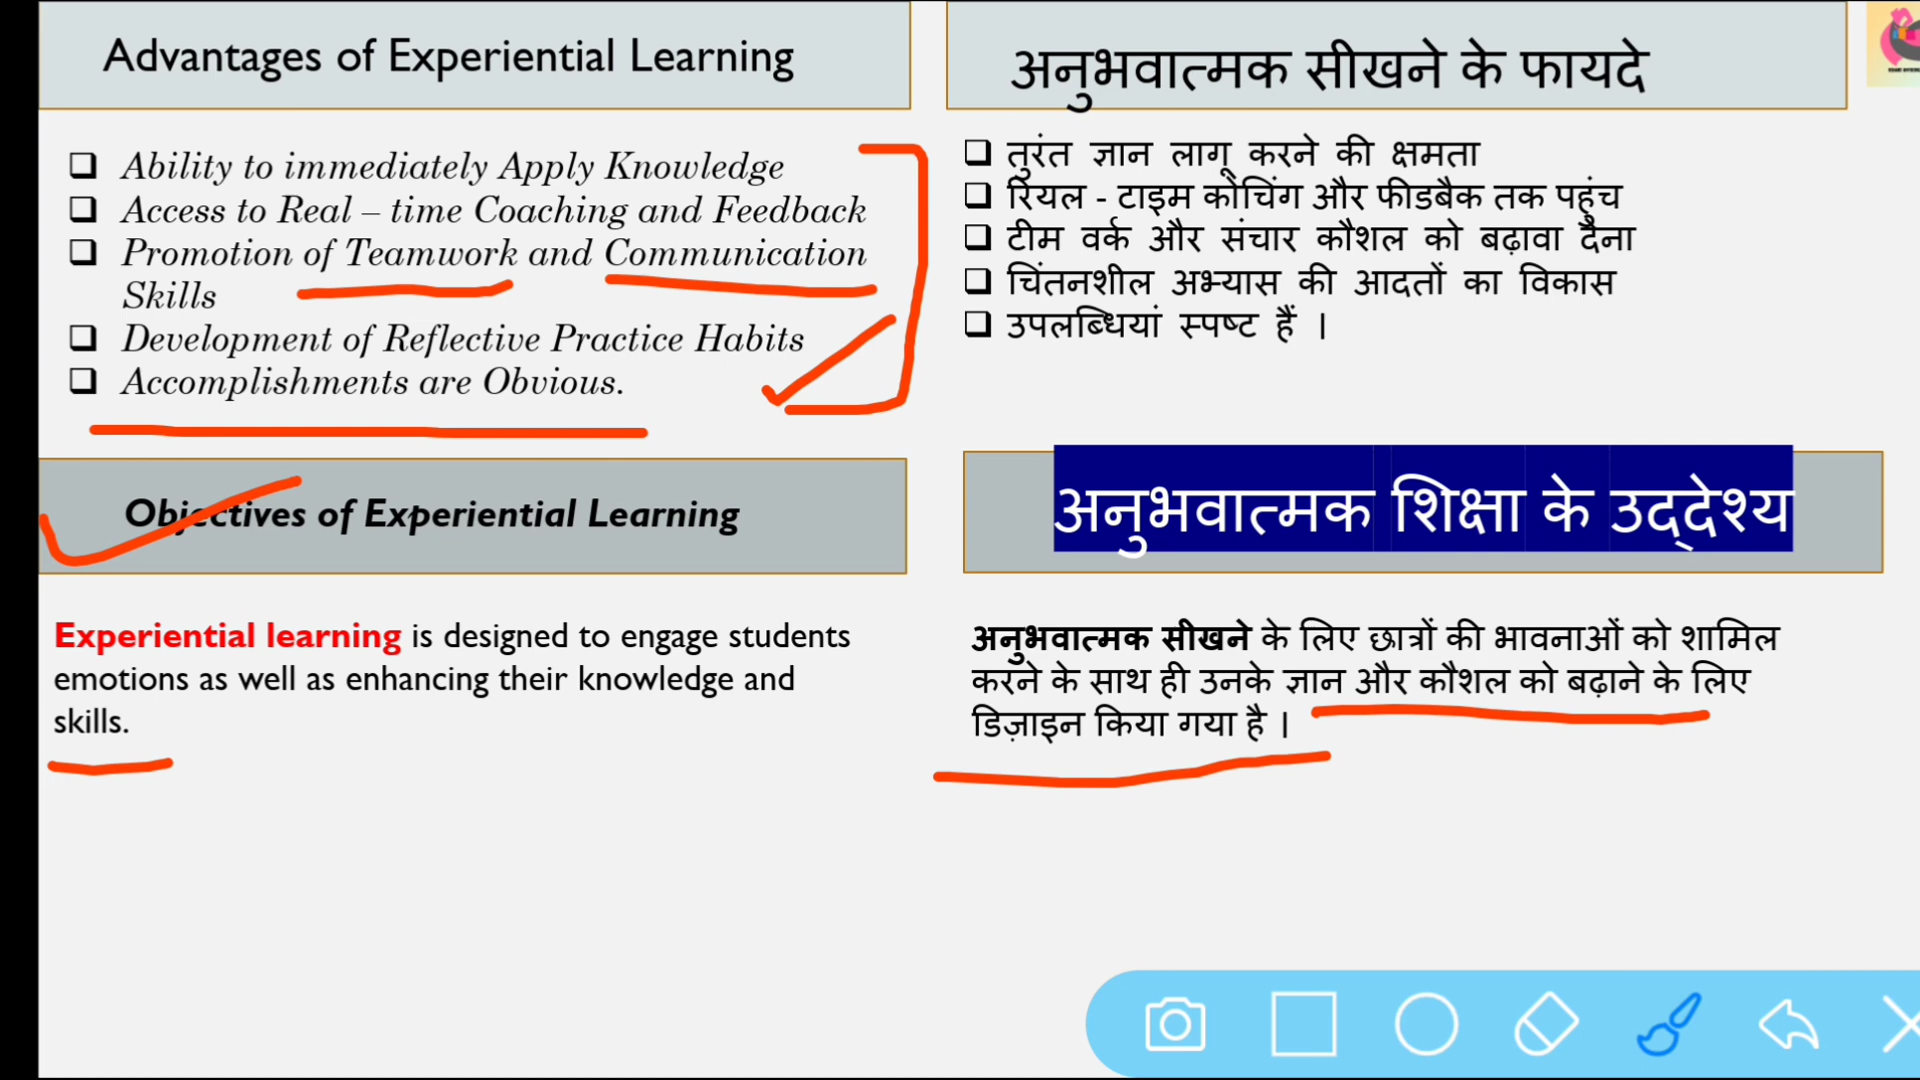 Advantages of Experiential Learning
❑ Ability to immediately Apply Knowledge
❑ Access to Real – time Coaching and Feedback
❑ Promotion of Teamwork and Communication
Skills
❑ Development of Reflective Practice Habits
❑ Accomplishments are Obvious.
अनुभवात्मक सीखने के फायदे
❑ तुरंत ज्ञान लागू करने की क्षमता
❑ रियल - टाइम कोचिंग और फीडबैक तक पहुंच
❑ टीम वर्क और संचार कौशल को बढ़ावा देना
❑ चिंतनशील अभ्यास की आदतों का विकास
❑ उपलब्धियां स्पष्ट हैं ।
Objectives of Experiential Learning
Experiential learning is designed to engage students
emotions as well as enhancing their knowledge and
skills.
अनुभवात्मक शिक्षा के उद्देश्य
अनुभवात्मक सीखने के लिए छात्रों की भावनाओं को शामिल
करने के साथ ही उनके ज्ञान और कौशल को बढ़ाने के लिए
डिज़ाइन किया गया है ।